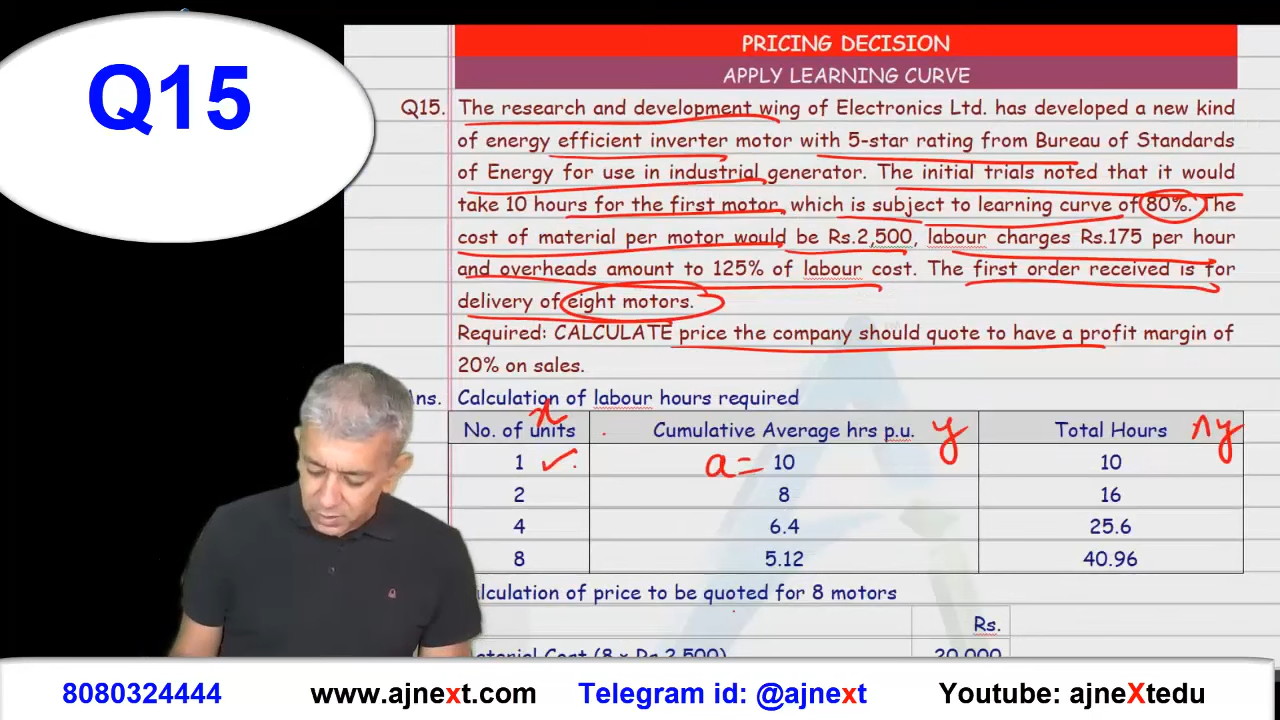 Q15
PRICING DECISION
APPLY LEARNING CURVE
Q15. The research and development wing of Electronics Ltd. has developed a new kind
of energy efficient inverter motor with 5-star rating from Bureau of Standards
of Energy for use in industrial generator. The initial trials noted that it would
take 10 hours for the first motor, which is subject to learning curve of 80%. The
cost of material per motor would be Rs.2,500, labour charges Rs.175 per hour
and overheads amount to 125% of labour cost. The first order received is for
delivery of eight motors.
Required: CALCULATE price the company should quote to have a profit margin of
20% on sales.
Ans. Calculation of labour hours required
x
No. of units Cumulative Average hrs p.u. y Total Hours xy
1 a= 10 10
2 8 16
4 6.4 25.6
8 5.12 40.96
alculation of price to be quoted for 8 motors
Rs.
Material Cost (8 x Rs.2,500) 20,000
8080324444 www.ajnext.com Telegram id: @ajnext Youtube: ajneXtedu